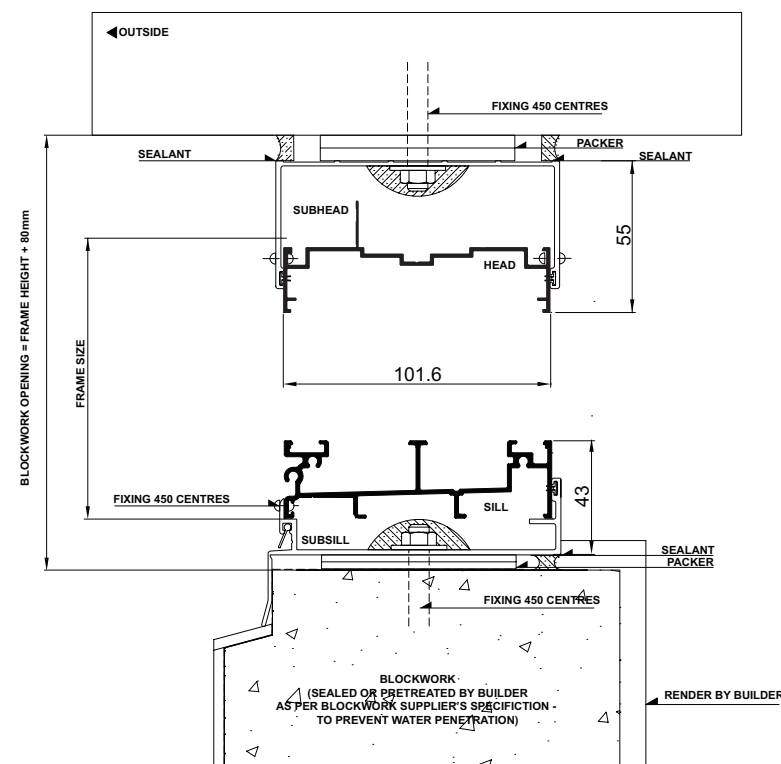 OUTSIDE
FIXING 450 CENTRES
PACKER
SEALANT
SEALANT
SUBHEAD
55
HEAD
BLOCKWORK OPENING = FRAME HEIGHT + 80mm
FRAME SIZE
101.6
FIXING 450 CENTRES
SILL
43
SUBSILL
SEALANT
PACKER
FIXING 450 CENTRES
BLOCKWORK
(SEALED OR PRETREATED BY BUILDER
AS PER BLOCKWORK SUPPLIER'S SPECIFICTION -
TO PREVENT WATER PENETRATION)
RENDER BY BUILDER